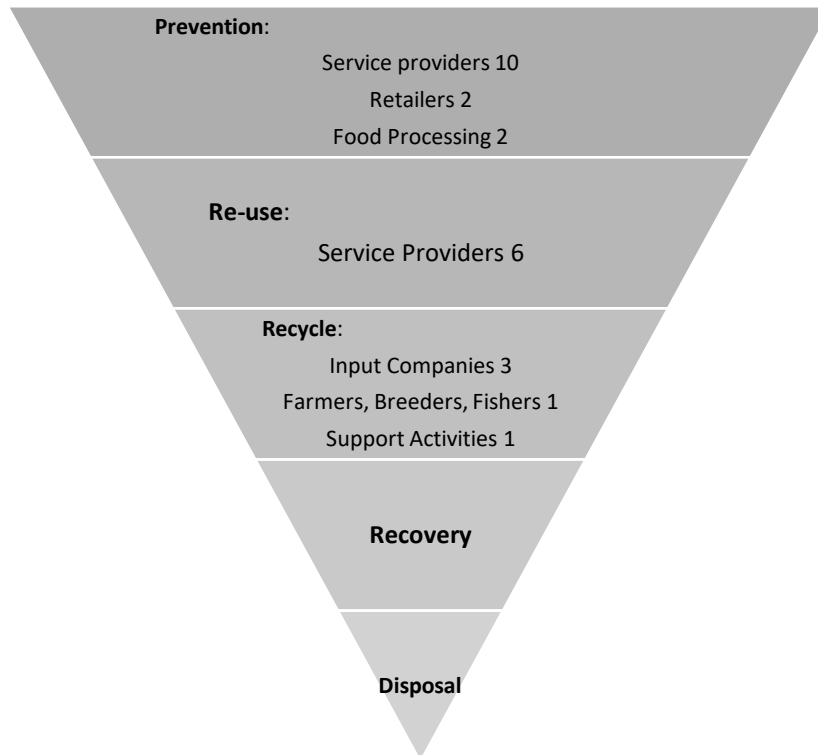 Prevention:
Service providers 10
Retailers 2
Food Processing 2
Re-use:
Service Providers 6
Recycle:
Input Companies 3
Farmers, Breeders, Fishers 1
Support Activities 1
Recovery
Disposal